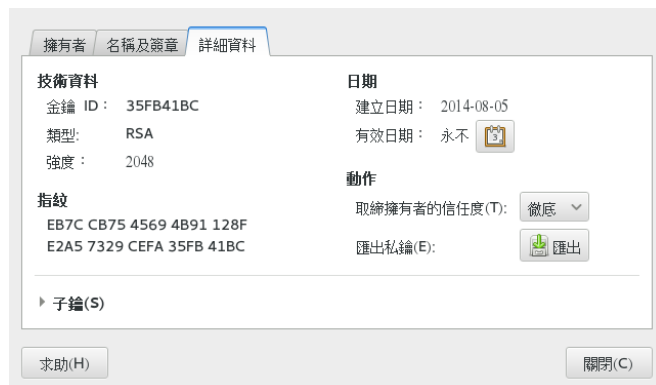 擁有者 名稱及簽章 詳細資料
技術資料
金鑰 ID： 35FB41BC
類型: RSA
強度： 2048
指紋
EB7C CB75 4569 4B91 128F
E2A5 7329 CEFA 35FB 41BC
日期
建立日期： 2014-08-05
有效日期： 永不
動作
取締擁有者的信任度(T): 徹底
匯出私鑰(E): 匯出
子鑰(S)
求助(H) 關閉(C)